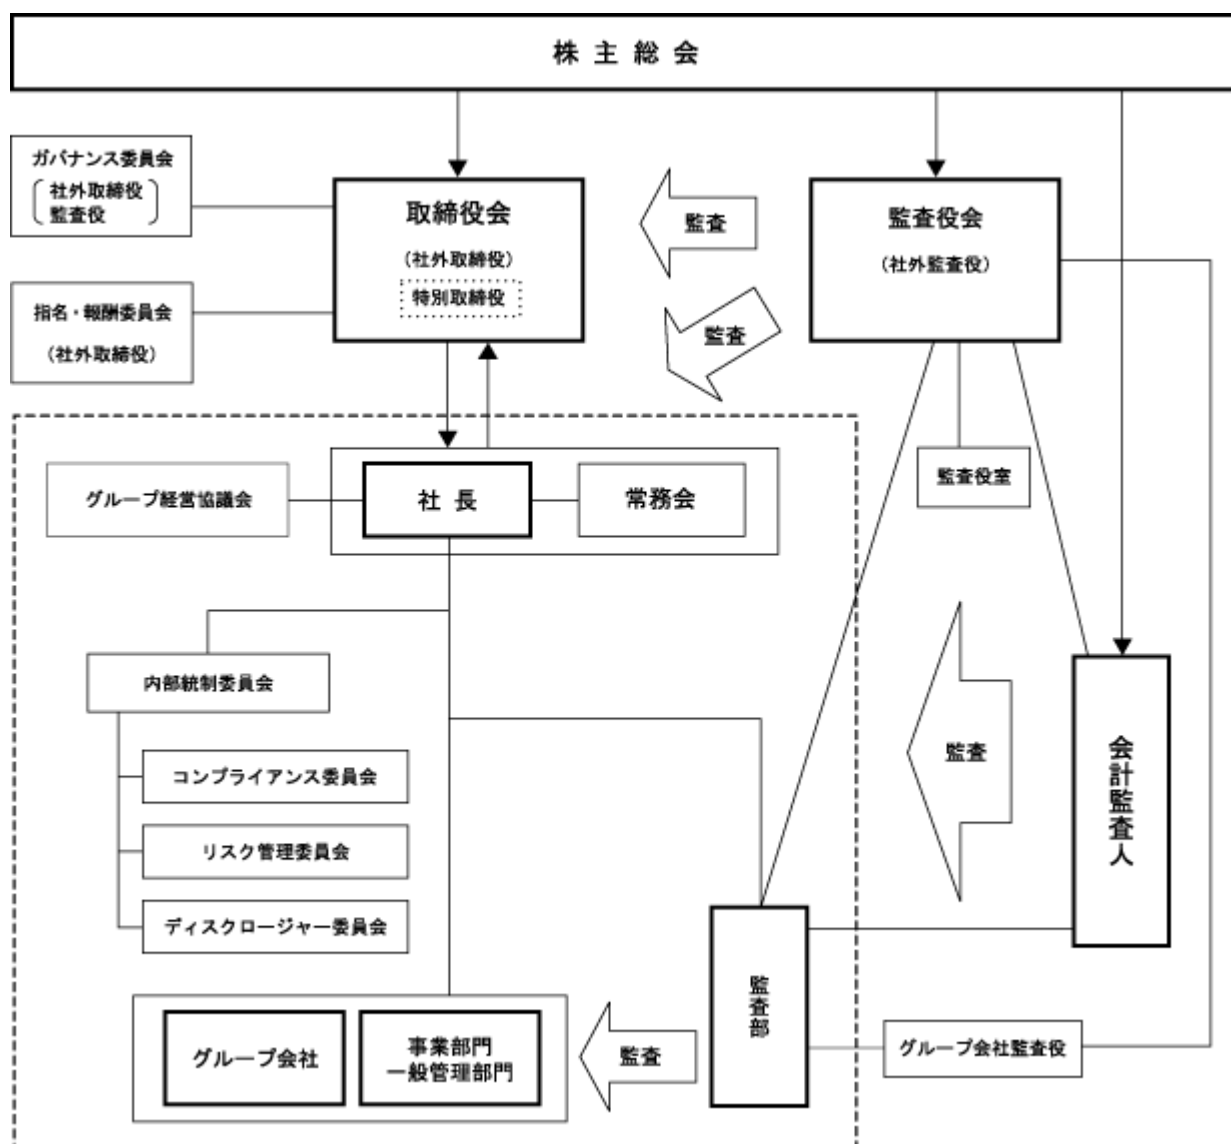 株主総会
ガバナンス委員会
社外取締役
監査役
取締役会
(社外取締役)
特別取締役
監査
監査役会
(社外監査役)
指名・報酬委員会
(社外取締役)
監査
グループ経営協議会
社長
常務会
監査役室
内部統制委員会
コンプライアンス委員会
リスク管理委員会
ディスクロージャー委員会
監査
会計監査人
グループ会社
事業部門
一般管理部門
監査
監査部
グループ会社監査役